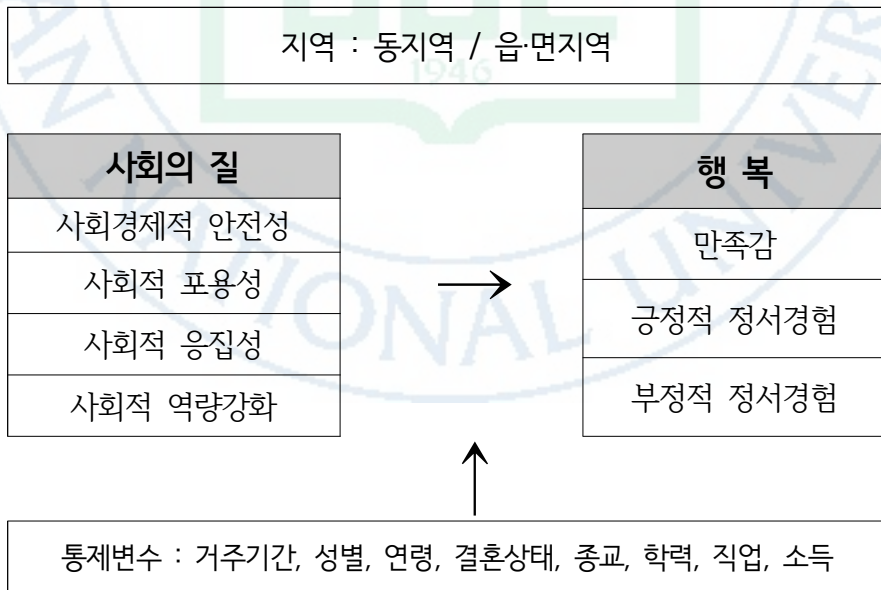 지역 : 동지역 / 읍·면지역
1946
사회의 질
사회경제적 안전성
사회적 포용성
사회적 응집성
사회적 역량강화
행 복
만족감
긍정적 정서경험
부정적 정서경험
통제변수 : 거주기간, 성별, 연령, 결혼상태, 종교, 학력, 직업, 소득
NATIONAL UNIVER